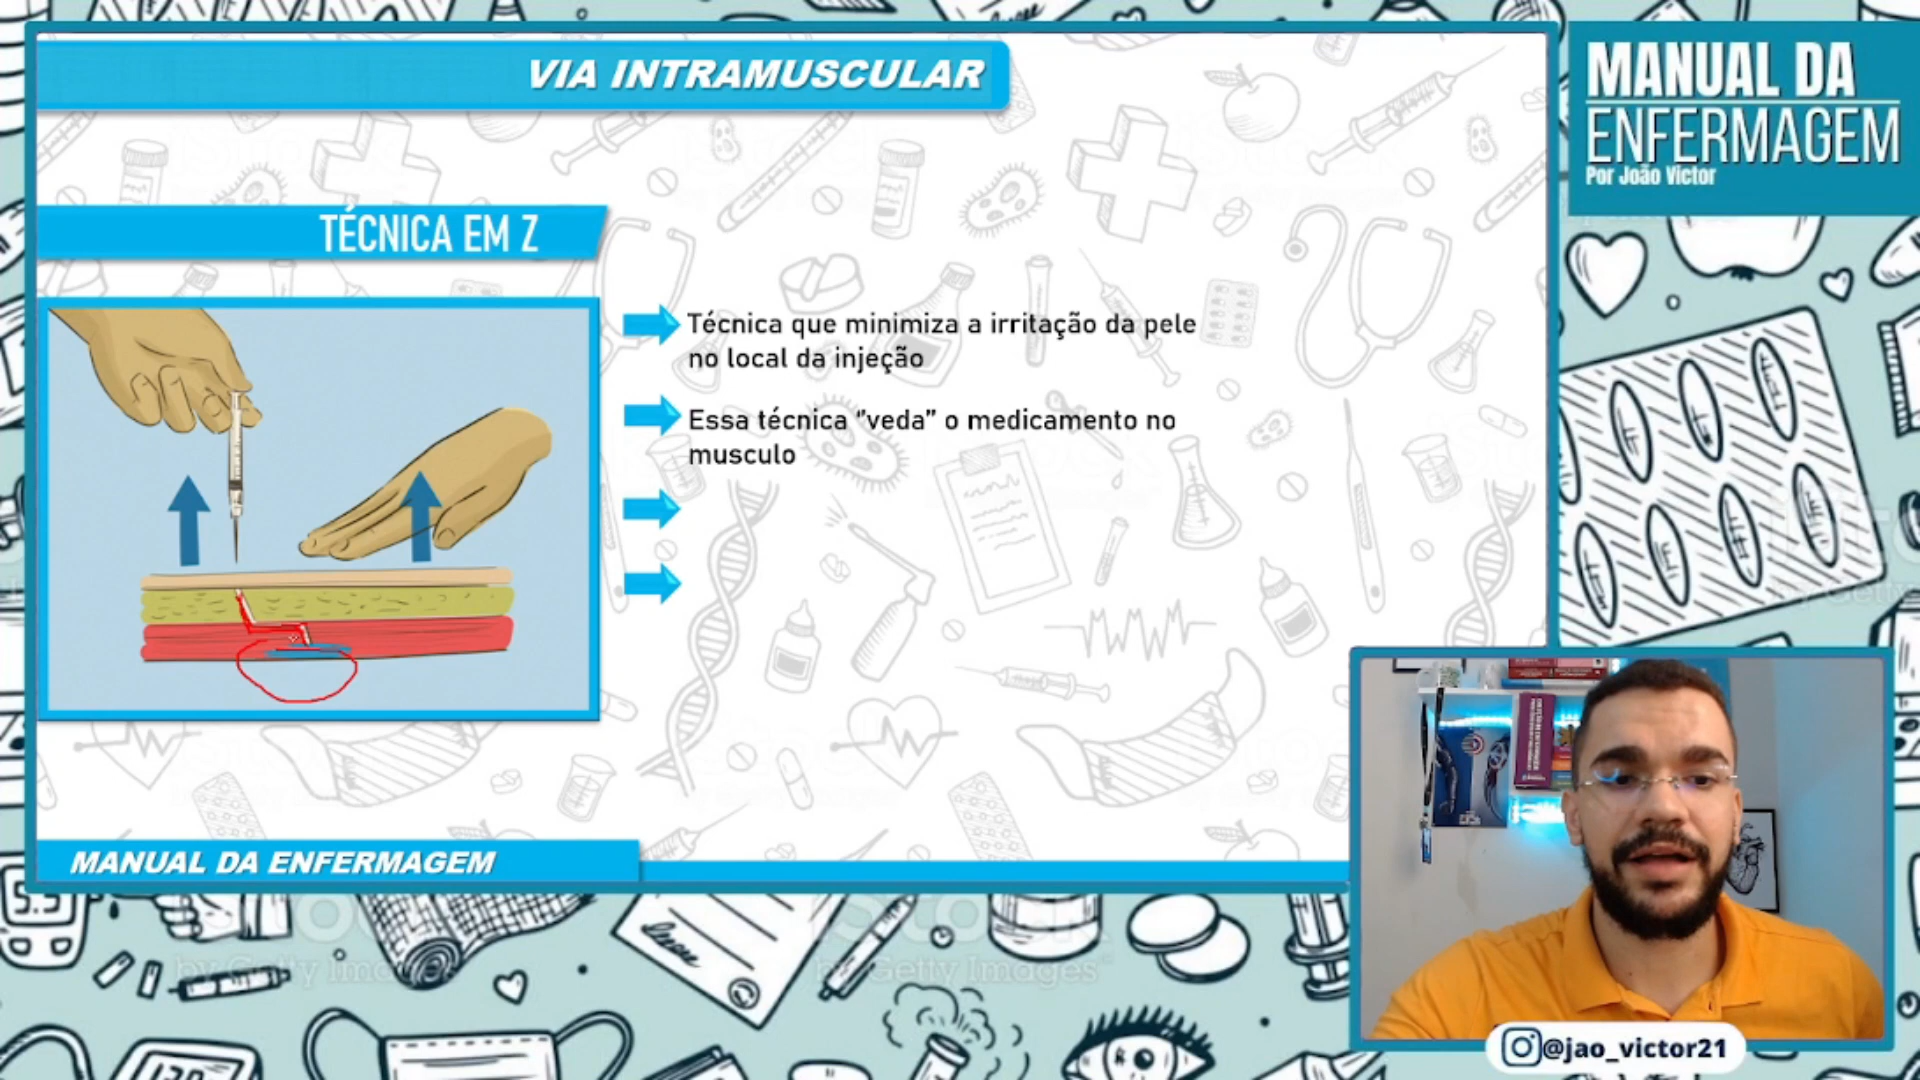 VIA INTRAMUSCULAR
MANUAL DA
ENFERMAGEM
Por João Victor
TÉCNICA EM Z
Técnica que minimiza a irritação da pele
no local da injeção
Essa técnica "veda" o medicamento no
musculo
MANUAL DA ENFERMAGEM
@jao_victor21